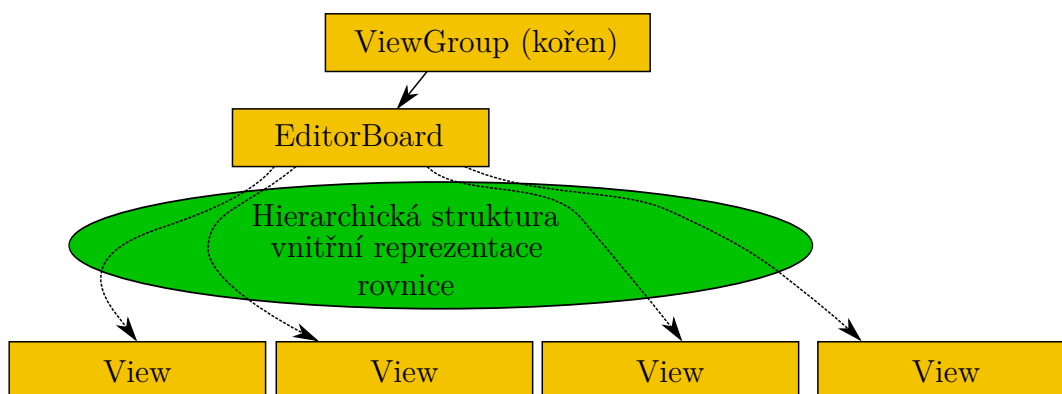 ViewGroup (kořen)
EditorBoard
Hierarchická struktura
vnitřní reprezentace
rovnice
View
View
View
View